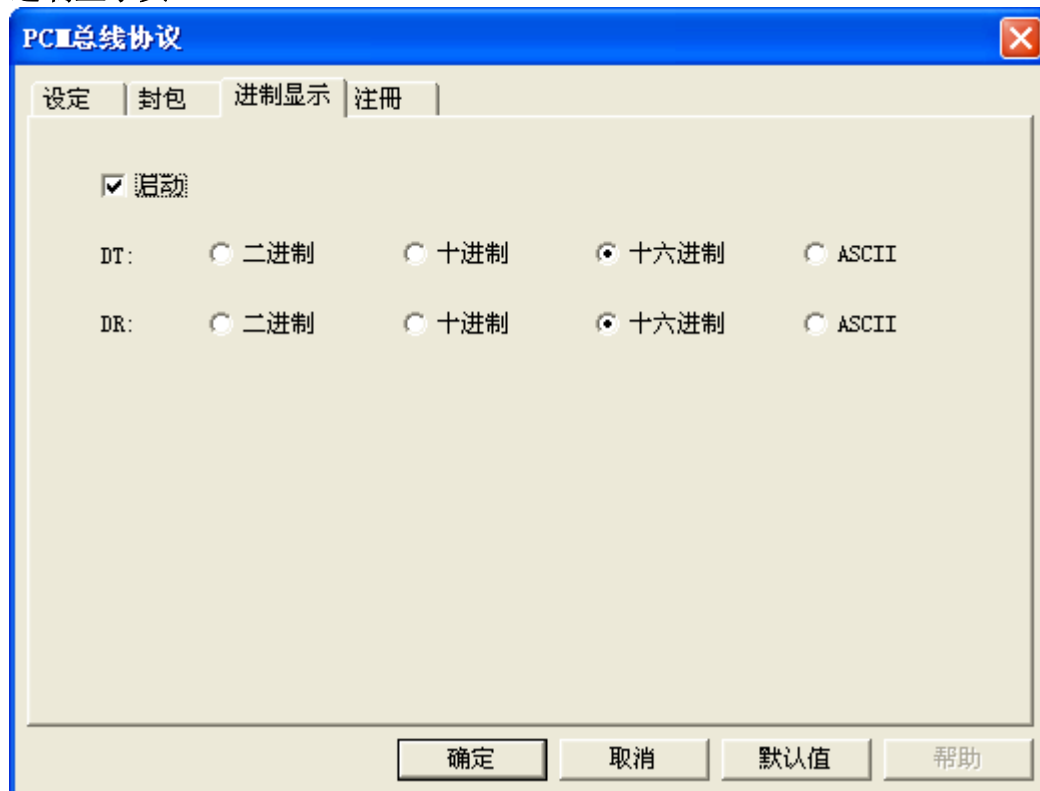 PCM总线协议
设定 封包 进制显示 注册
启动
DT: 二进制 十进制 十六进制 ASCII
DR: 二进制 十进制 十六进制 ASCII
确定 取消 默认值 帮助